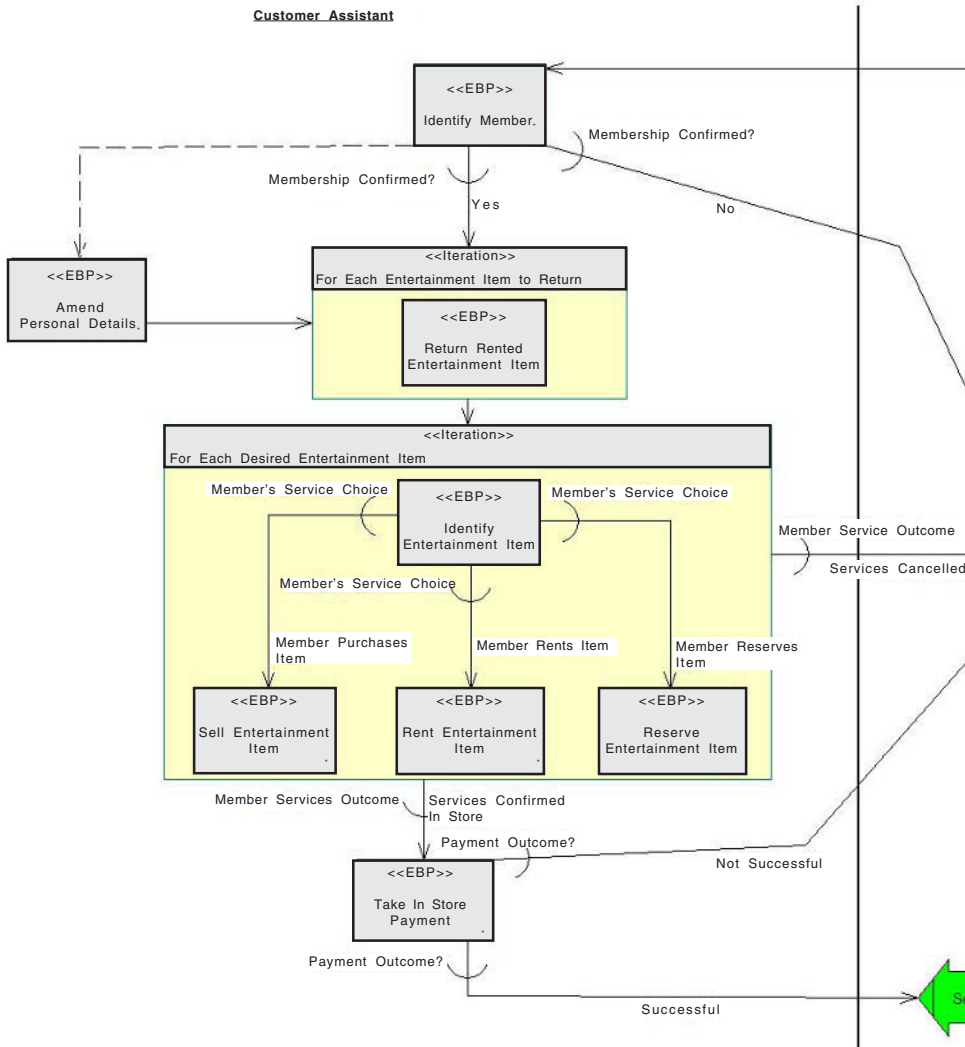 Customer Assistant
<<EBP>>
Identify Member.
Membership Confirmed?
Membership Confirmed?
Yes
No
<<EBP>>
Amend
Personal Details.
<<Iteration>>
For Each Entertainment Item to Return
<<EBP>>
Return Rented
Entertainment Item
<<Iteration>>
For Each Desired Entertainment Item
Member's Service Choice
<<EBP>>
Identify
Entertainment Item
Member's Service Choice
Member's Service Choice
Member Service Outcome
Services Cancelled
Member Purchases
Item
Member Rents Item
Member Reserves
Item
<<EBP>>
Sell Entertainment
Item .
<<EBP>>
Rent Entertainment
Item .
<<EBP>>
Reserve
Entertainment Item
Member Services Outcome
Services Confirmed
In Store
Payment Outcome?
Not Successful
<<EBP>>
Take In Store
Payment .
Payment Outcome?
Successful